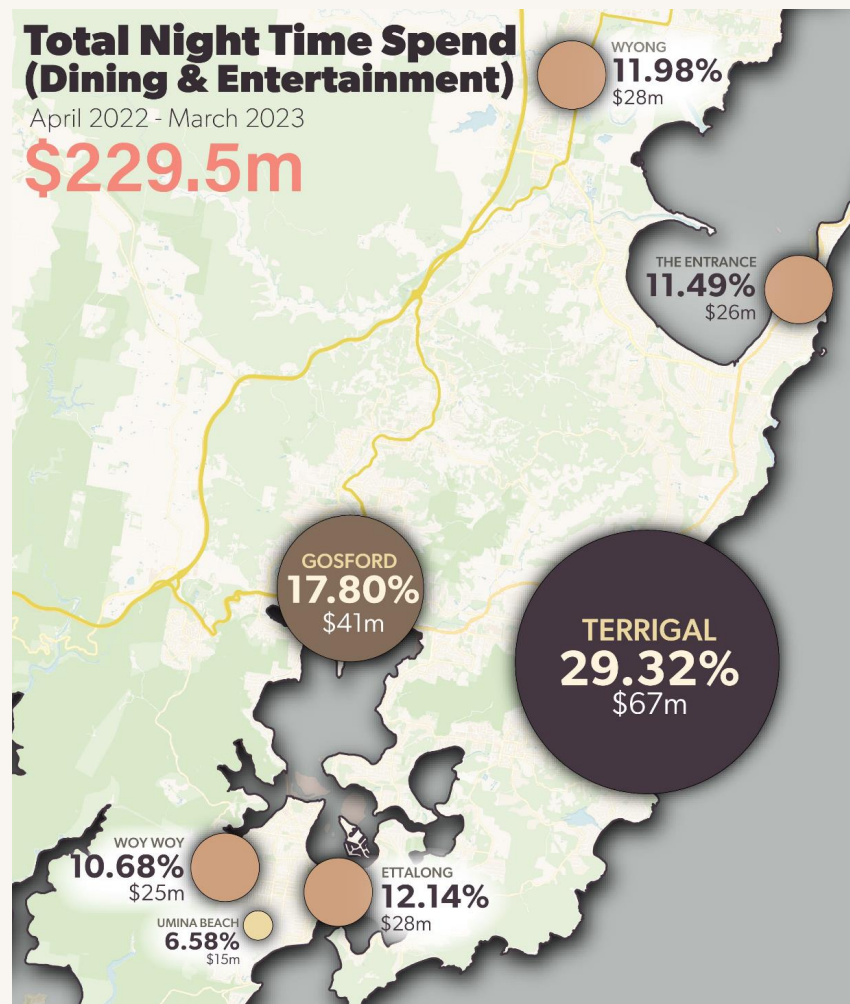 Total Night Time Spend
(Dining & Entertainment)
April 2022 - March 2023
$229.5m
WYONG
11.98%
$28m
THE ENTRANCE
11.49%
$26m
GOSFORD
17.80%
$41m
TERRIGAL
29.32%
$67m
WOY WOY
10.68%
$25m
ETTALONG
12.14%
$28m
UMINA BEACH
6.58%
$15m